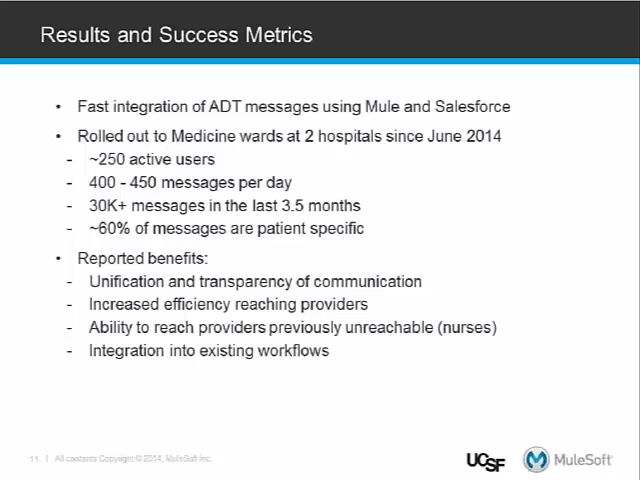 Results and Success Metrics
• Fast integration of ADT messages using Mule and Salesforce
• Rolled out to Medicine wards at 2 hospitals since June 2014
- ~250 active users
- 400 - 450 messages per day
- 30K+ messages in the last 3.5 months
- ~60% of messages are patient specific
• Reported benefits:
- Unification and transparency of communication
- Increased efficiency reaching providers
- Ability to reach providers previously unreachable (nurses)
- Integration into existing workflows
11 | All contents Copyright © 2014, MuleSoft Inc.
UCSF
MuleSoft